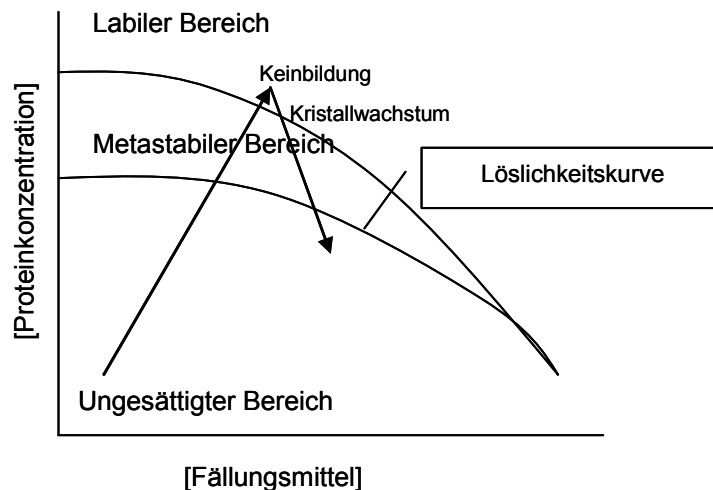 Labiler Bereich
Keinbildung
Kristallwachstum
Metastabiler Bereich
Löslichkeitskurve
[Proteinkonzentration]
Ungesättigter Bereich
[Fällungsmittel]